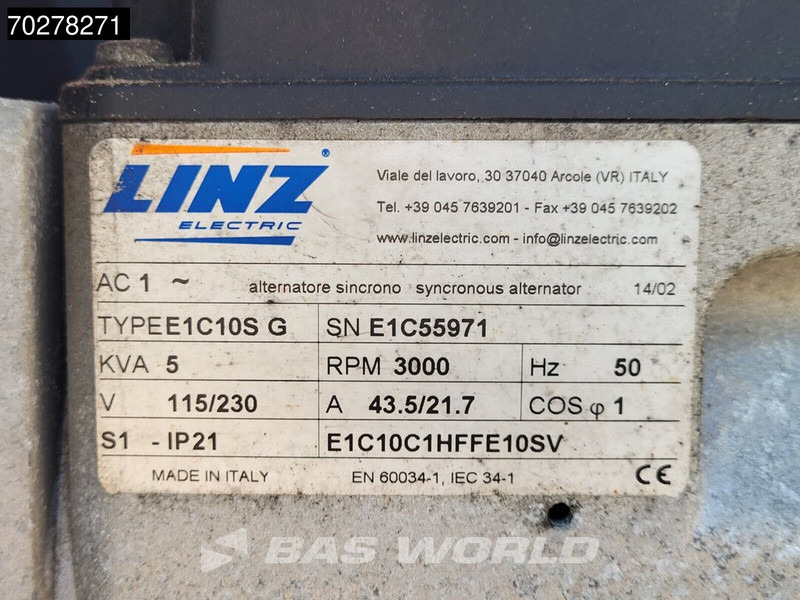 70278271
LINZ®
ELECTRIC
Viale del lavoro, 30 37040 Arcole (VR) ITALY
Tel. +39 045 7639201 - Fax +39 045 7639202
www.linzelectric.com - info@linzelectric.com
AC 1 ~ alternatore sincrono syncronous alternator 14/02
TYPE E1C10S G SN E1C55971
KVA 5 RPM 3000 Hz 50
V 115/230 A 43.5/21.7 COS φ 1
S1 - IP21 E1C10C1HFFE10SV
MADE IN ITALY EN 60034-1, IEC 34-1 CE
BAS WORLD